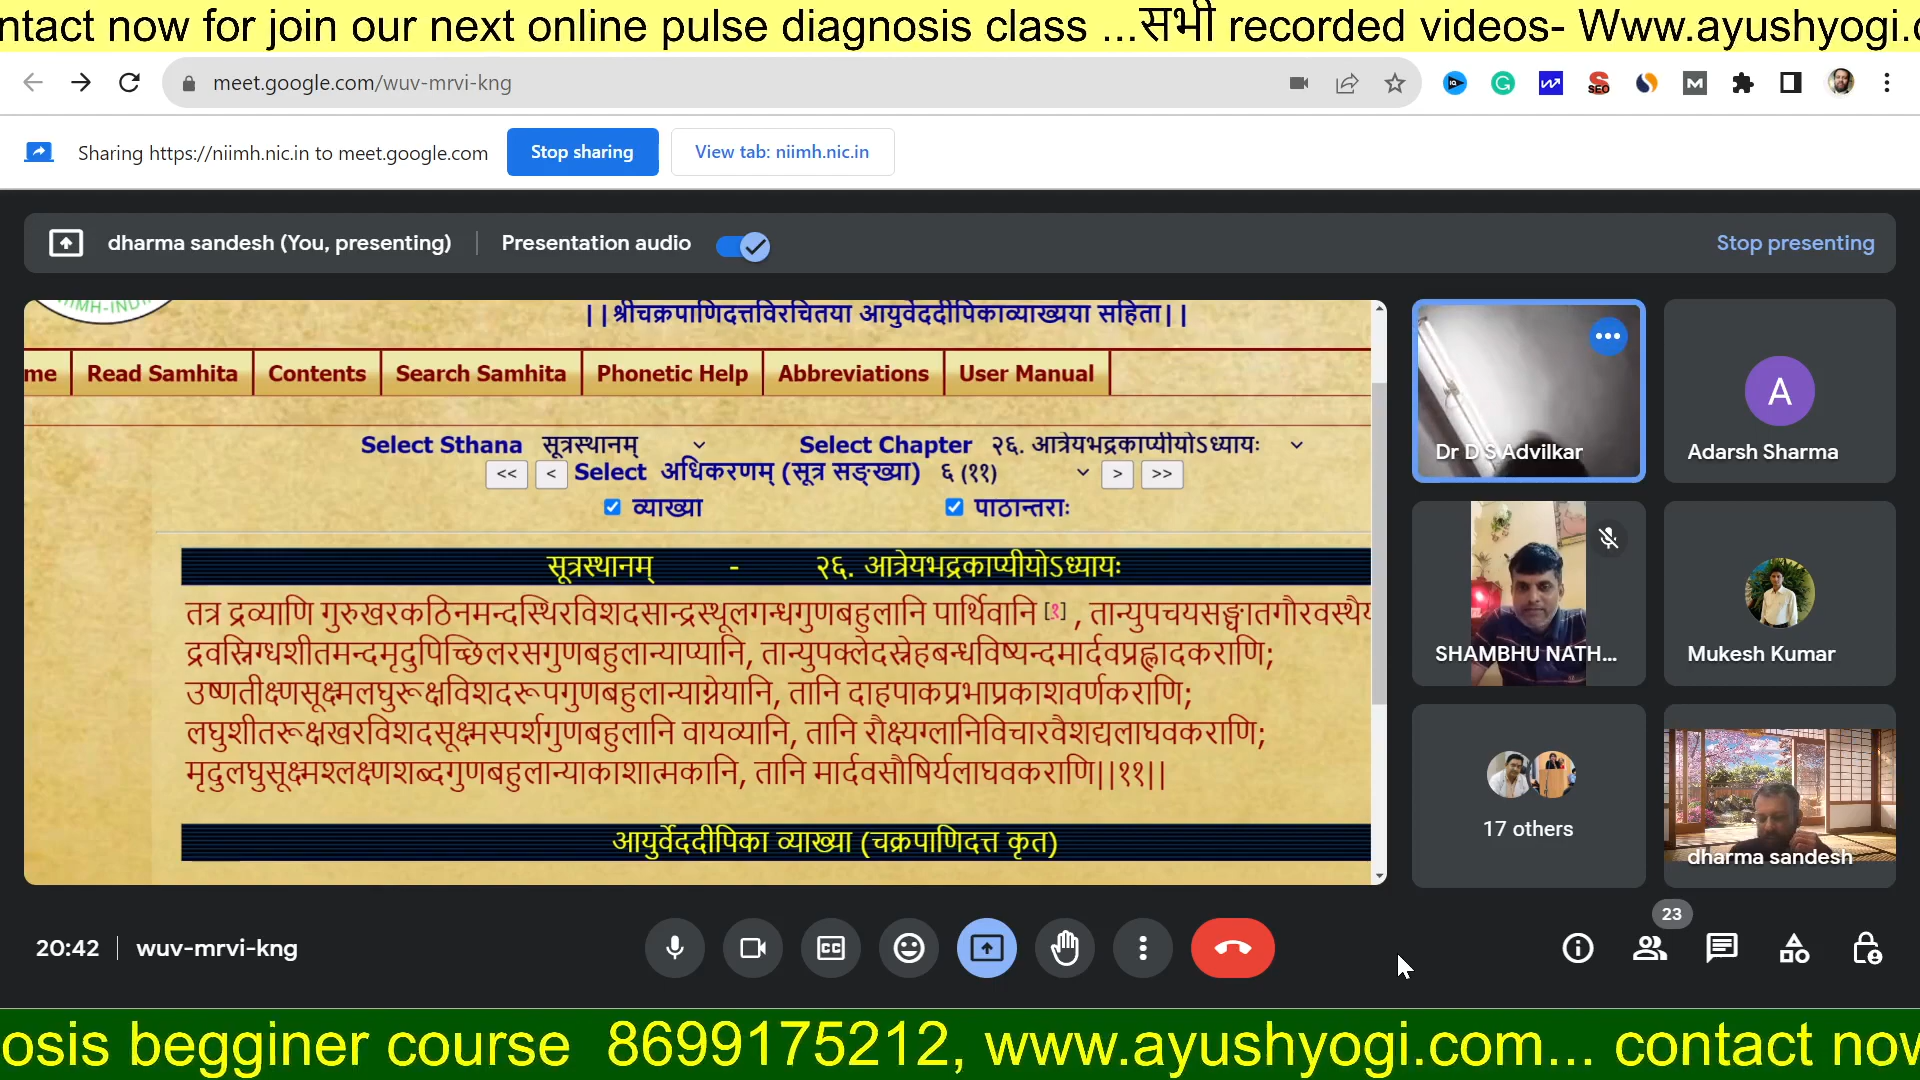 ntact now for join our next online pulse diagnosis class ...सभी recorded videos- Www.ayushyogi.c
meet.google.com/wuv-mrvi-kng
Sharing https://niimh.nic.in to meet.google.com
Stop sharing
View tab: niimh.nic.in
dharma sandesh (You, presenting)
Presentation audio
Stop presenting
||श्रीचक्रपाणिदत्तविरचितया आयुर्वेददीपिकाव्याख्यया संहिता||
me
Read Samhita
Contents
Search Samhita
Phonetic Help
Abbreviations
User Manual
Select Sthana सूत्रस्थानम्
Select Chapter २६. आत्रेयभद्रकाप्यीयोऽध्यायः
<< < Select अधिकरणम् (सूत्र सङ्ख्या) ६ (११) > >>
व्याख्या
पाठान्तराः
सूत्रस्थानम् - २६. आत्रेयभद्रकाप्यीयोऽध्यायः
तत्र द्रव्याणि गुरुखरकठिनमन्दस्थिरविशदसान्द्रस्थूलगन्धगुणबहुलानि पार्थिवानि [१] , तान्युपचयसङ्घातगौरवस्थैय
द्रवस्निग्धशीतमन्दमृदुपिच्छिलरसगुणबहुलान्याप्यानि, तान्युपक्लेदस्नेहबन्धविष्यन्दमार्दवप्रह्लादकराणि;
उष्णतीक्ष्णसूक्ष्मलघुरूक्षविशदरूपगुणबहुलान्याग्नेयानि, तानि दाहपाकप्रभाप्रकाशवर्णकराणि;
लघुशीतरूक्षखरविशदसूक्ष्मस्पर्शगुणबहुलानि वायव्यानि, तानि रौक्ष्यग्लानिविचारवैशद्यलाघवकराणि;
मृदुलघुसूक्ष्मश्लक्ष्णशब्दगुणबहुलान्याकाशात्मकानि, तानि मार्दवसौषिर्यलाघवकराणि||११||
आयुर्वेददीपिका व्याख्या (चक्रपाणिदत्त कृत)
Dr D S Advilkar
A
Adarsh Sharma
SHAMBHU NATH...
Mukesh Kumar
17 others
dharma sandesh
23
20:42
wuv-mrvi-kng
osis begginer course 8699175212, www.ayushyogi.com... contact now